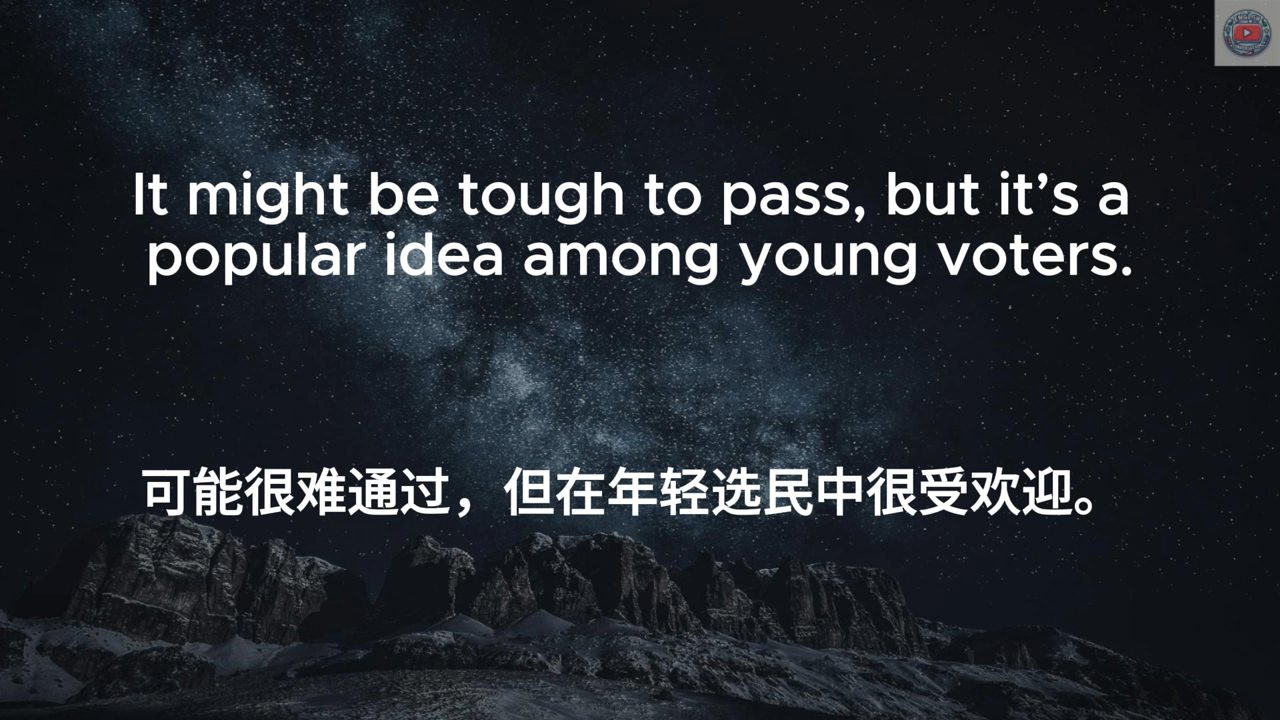 It might be tough to pass, but it’s a
popular idea among young voters.
可能很难通过，但在年轻选民中很受欢迎。